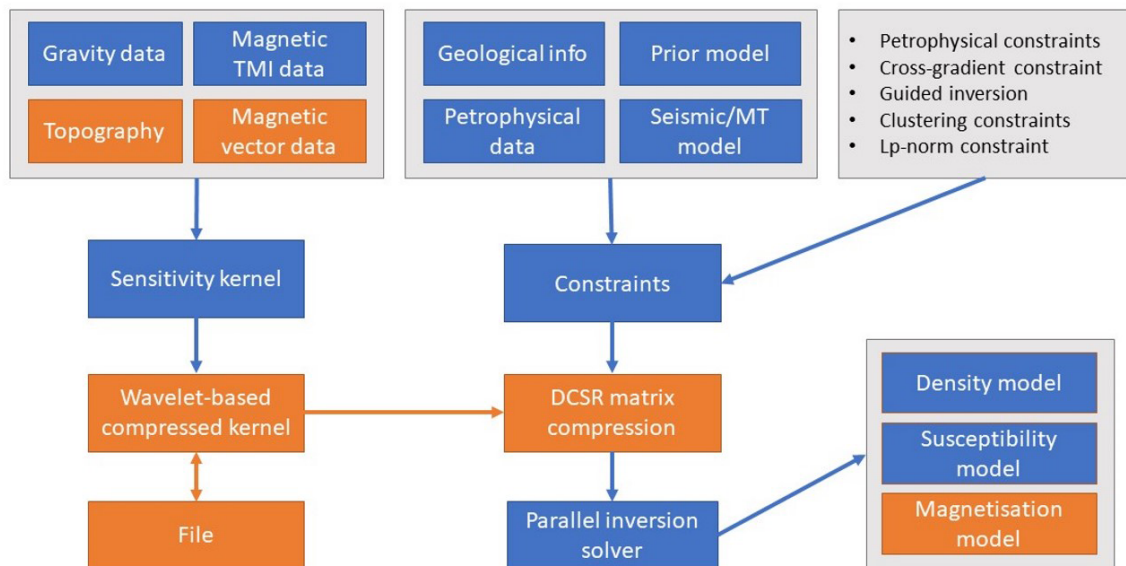 Gravity data
Magnetic
TMI data
Topography
Magnetic
vector data
Geological info
Prior model
Petrophysical
data
Seismic/MT
model
• Petrophysical constraints
• Cross-gradient constraint
• Guided inversion
• Clustering constraints
• Lp-norm constraint
Sensitivity kernel
Constraints
Wavelet-based
compressed kernel
DCSR matrix
compression
File
Parallel inversion
solver
Density model
Susceptibility
model
Magnetisation
model